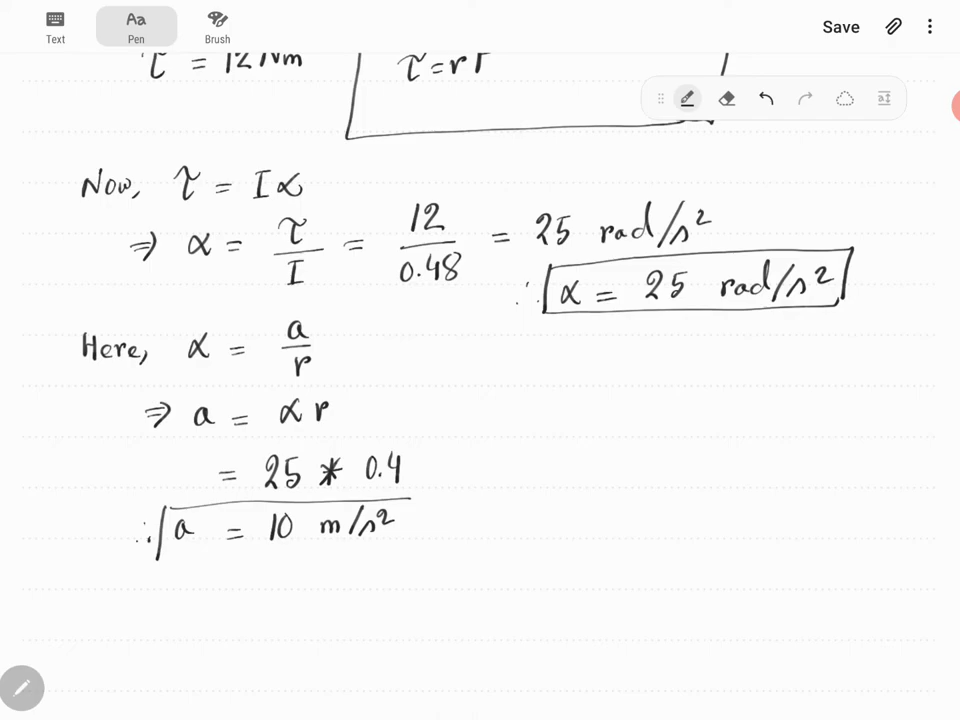 Text
Aa
Pen
Brush
Save
τ = 12 Nm
τ = rF
Now, τ = Iα
⇒ α = τ/I = 12/0.48 = 25 rad/s²
∴ α = 25 rad/s²
Here, α = a/r
⇒ a = αr
= 25 * 0.4
∴ a = 10 m/s²